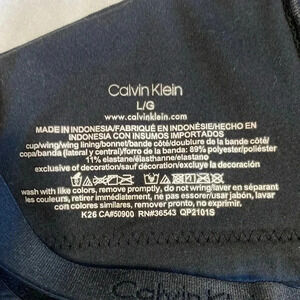 Calvin Klein
L/G
www.calvinklein.com
MADE IN INDONESIA/FABRIQUÉ EN INDONÉSIE/HECHO EN
INDONESIA CON INSUMOS IMPORTADOS
cup/wing/wing lining/bonnet/bande côté/doublure de la bande côté/
copa/banda (lateral y central)/forro de la banda: 89% polyester/poliéster
11% elastane/élasthanne/elastano
exclusive of decoration/sauf décoration/excluye la decoración
wash with like colors, remove promptly, do not wring/laver en séparant
les couleurs, retirer immédiatement, ne pas essorer/usar jabón, lavar
con colores similares, remover pronto, no exprimir.
K26 CA#50900 RN#36543 QP2101S
Calvin K